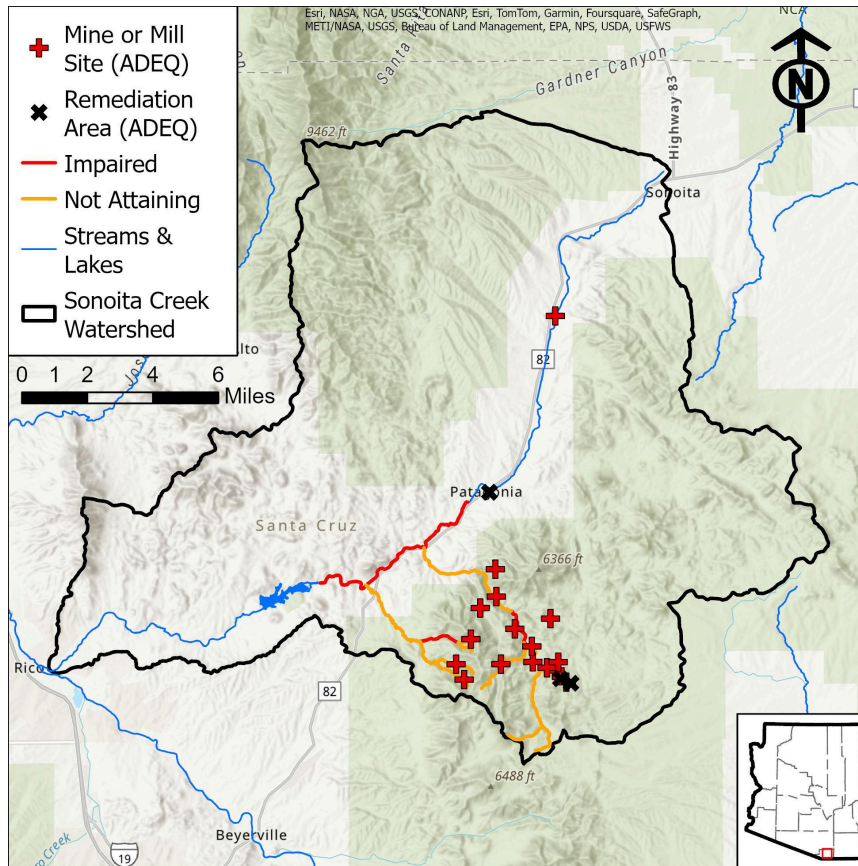 Esri, NASA, NGA, USGS, CONANP, Esri, TomTom, Garmin, Foursquare, SafeGraph,
METI/NASA, USGS, Bureau of Land Management, EPA, NPS, USDA, USFWS
Mine or Mill
Site (ADEQ)
Remediation
Area (ADEQ)
Impaired
Not Attaining
Streams &
Lakes
Sonoita Creek
Watershed
0 1 2 4 6
Miles
N
NCA
Gardner Canyon
Highway 83
9462 ft
Sonoita
82
Patagonia
Santa Cruz
6366 ft
Rico
82
6488 ft
Beyerville
19
Creek